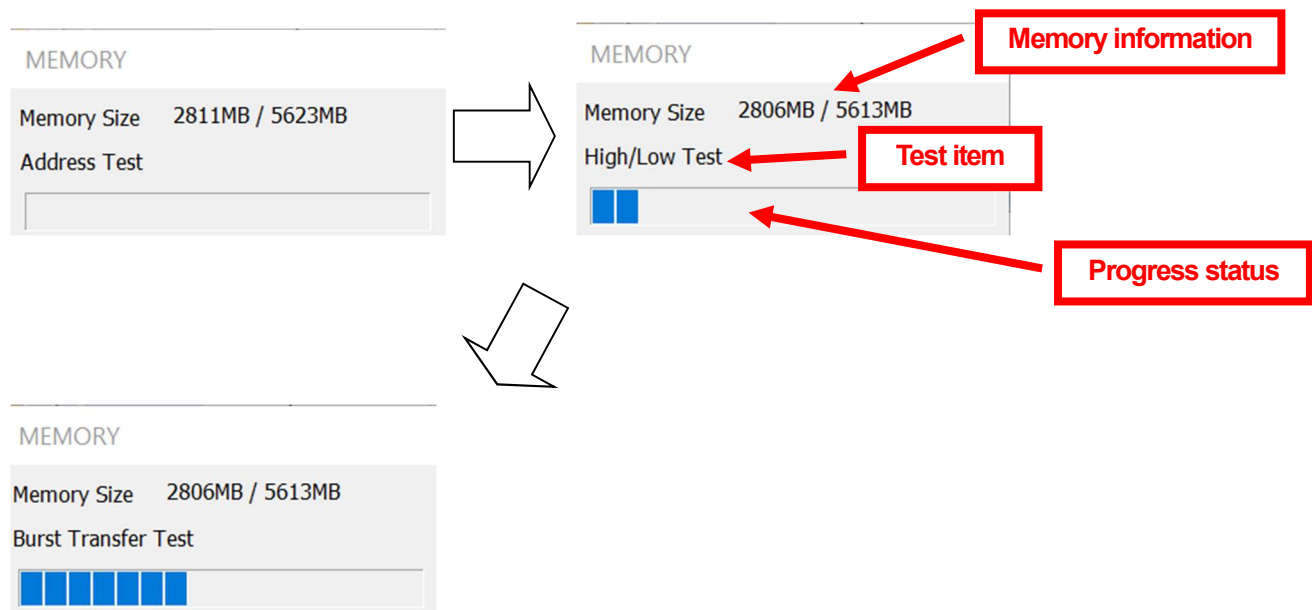 MEMORY
Memory Size 2811MB / 5623MB
Address Test
MEMORY
Memory Size 2806MB / 5613MB
High/Low Test
Memory information
Test item
Progress status
MEMORY
Memory Size 2806MB / 5613MB
Burst Transfer Test